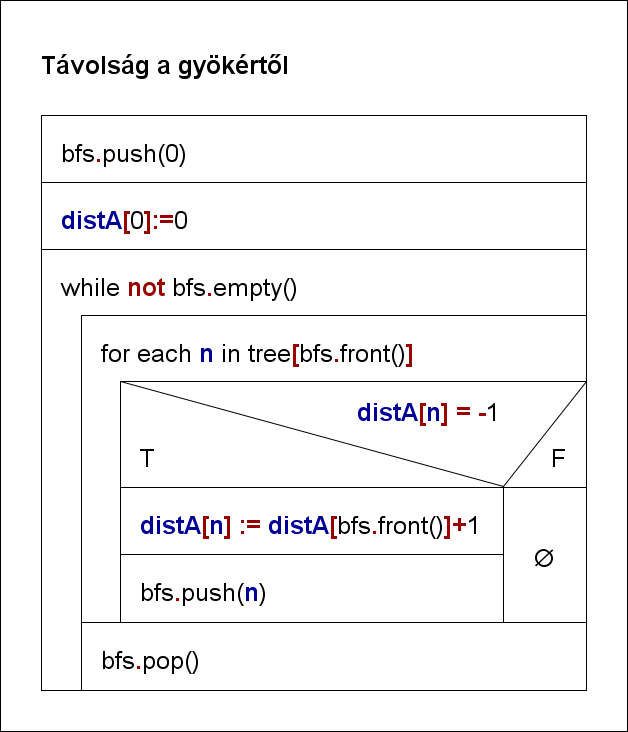 Távolság a gyökértől
bfs.push(0)
distA[0]:=0
while not bfs.empty()
for each n in tree[bfs.front()]
distA[n] = -1
T
F
distA[n] := distA[bfs.front()]+1
∅
bfs.push(n)
bfs.pop()